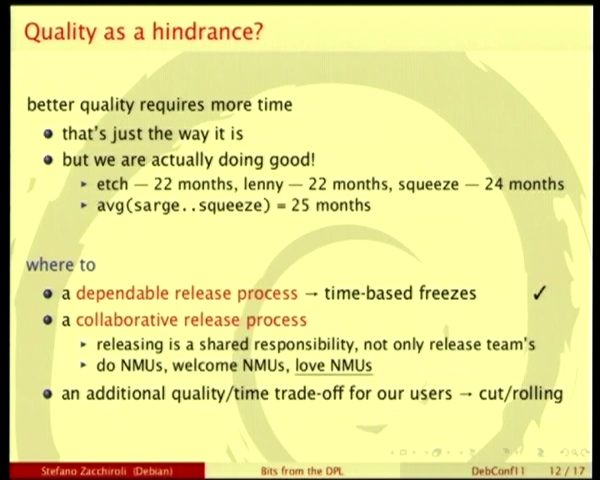 Quality as a hindrance?
better quality requires more time
that's just the way it is
but we are actually doing good!
etch — 22 months, lenny — 22 months, squeeze — 24 months
avg(sarge..squeeze) = 25 months
where to
a dependable release process → time-based freezes ✓
a collaborative release process
releasing is a shared responsibility, not only release team's
do NMUs, welcome NMUs, love NMUs
an additional quality/time trade-off for our users → cut/rolling
Stefano Zacchiroli (Debian) Bits from the DPL DebConf11 12 / 17